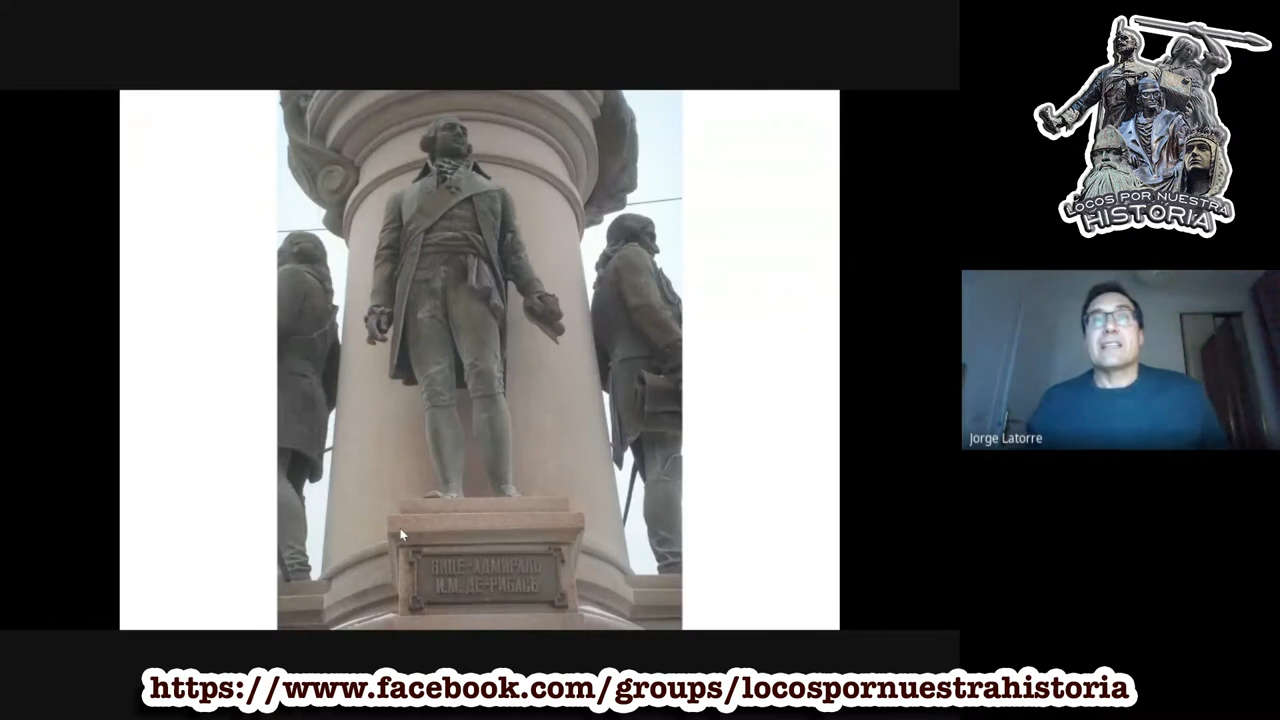 LOCOS POR NUESTRA
HISTORIA
Jorge Latorre
ВИЦЕ-АДМИРАЛЪ
И.М. ДЕ-РИБАСЪ
https://www.facebook.com/groups/locospornuestrahistoria